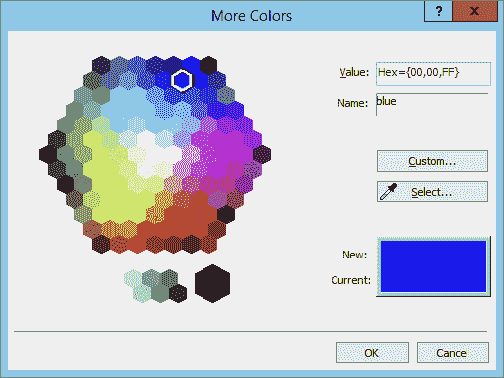 More Colors
?
Value: Hex={00,00,FF}
Name: blue
Custom...
Select...
New:
Current:
OK
Cance